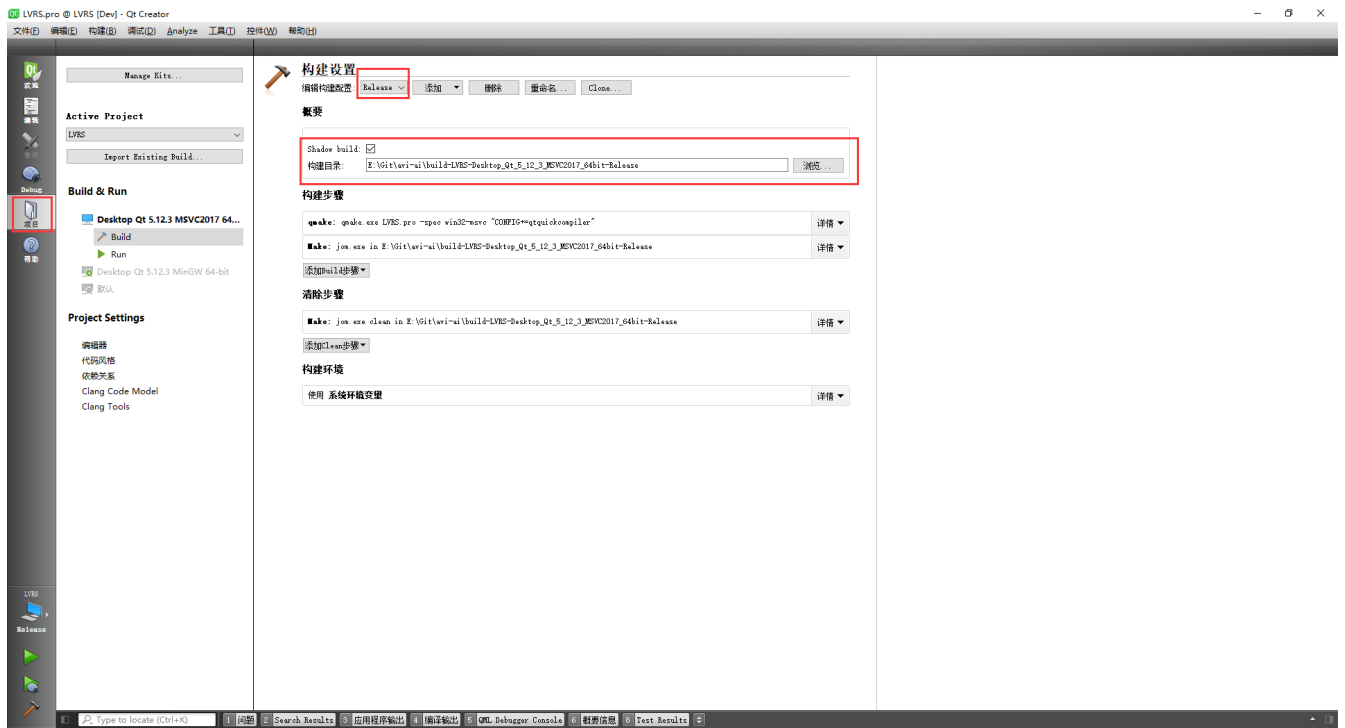 LVRS.pro @ LVRS [Dev] - Qt Creator
文件(F) 编辑(E) 构建(B) 调试(D) Analyze 工具(T) 控件(W) 帮助(H)
欢迎
编辑
设计
Debug
项目
帮助
LVRS
Release
Manage Kits...
Active Project
LVRS
Import Existing Build...
Build & Run
Desktop Qt 5.12.3 MSVC2017 64...
Build
Run
Desktop Qt 5.12.3 MinGW 64-bit
默认
Project Settings
编辑器
代码风格
依赖关系
Clang Code Model
Clang Tools
构建设置
编辑构建配置: Release 添加 删除 重命名... Clone...
概要
Shadow build:
构建目录: E:\Git\avi-ai\build-LVRS-Desktop_Qt_5_12_3_MSVC2017_64bit-Release 浏览...
构建步骤
qmake: qmake.exe LVRS.pro -spec win32-msvc "CONFIG+=qtquickcompiler" 详情
Make: jom.exe in E:\Git\avi-ai\build-LVRS-Desktop_Qt_5_12_3_MSVC2017_64bit-Release 详情
添加Build步骤
清除步骤
Make: jom.exe clean in E:\Git\avi-ai\build-LVRS-Desktop_Qt_5_12_3_MSVC2017_64bit-Release 详情
添加Clean步骤
构建环境
使用 系统环境变量 详情
Type to locate (Ctrl+K) 1 问题 2 Search Results 3 应用程序输出 4 编译输出 5 QML Debugger Console 6 概要信息 8 Test Results